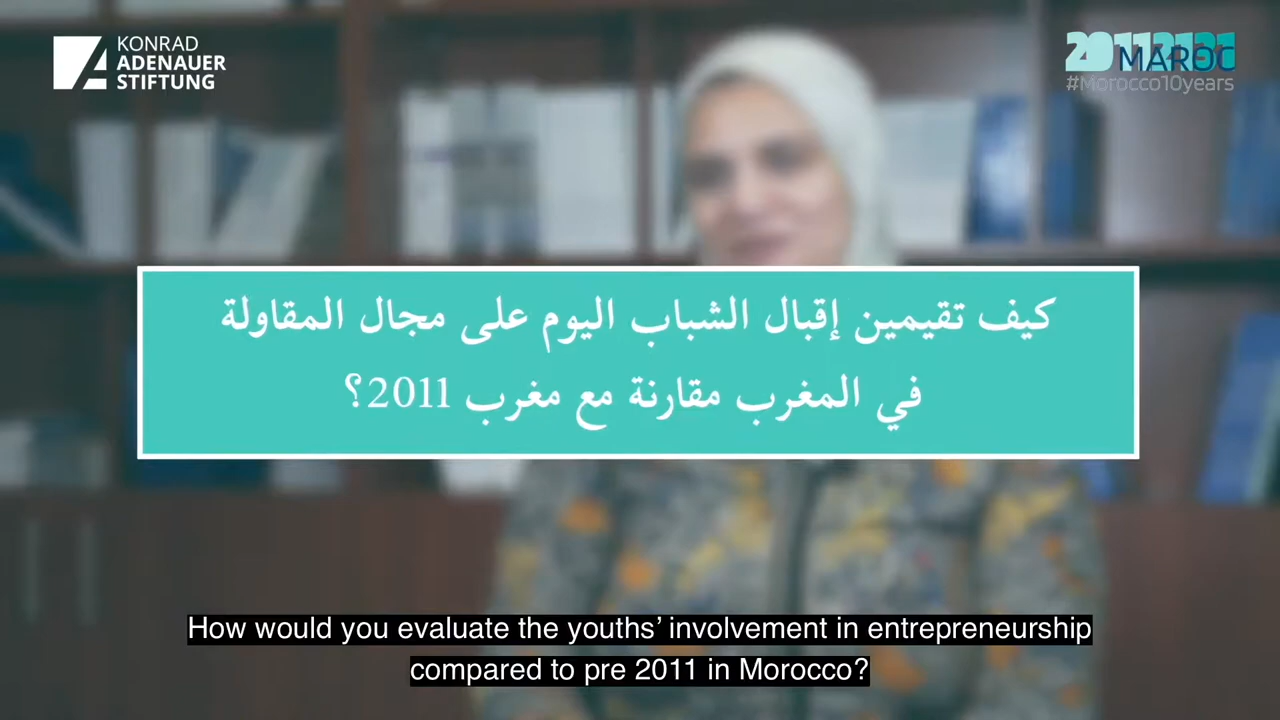 KONRAD
ADENAUER
STIFTUNG
MAROC
#Morocco10years
كيف تقيمين إقبال الشباب اليوم على مجال المقاولة
في المغرب مقارنة مع مغرب 2011؟
How would you evaluate the youths’ involvement in entrepreneurship
compared to pre 2011 in Morocco?